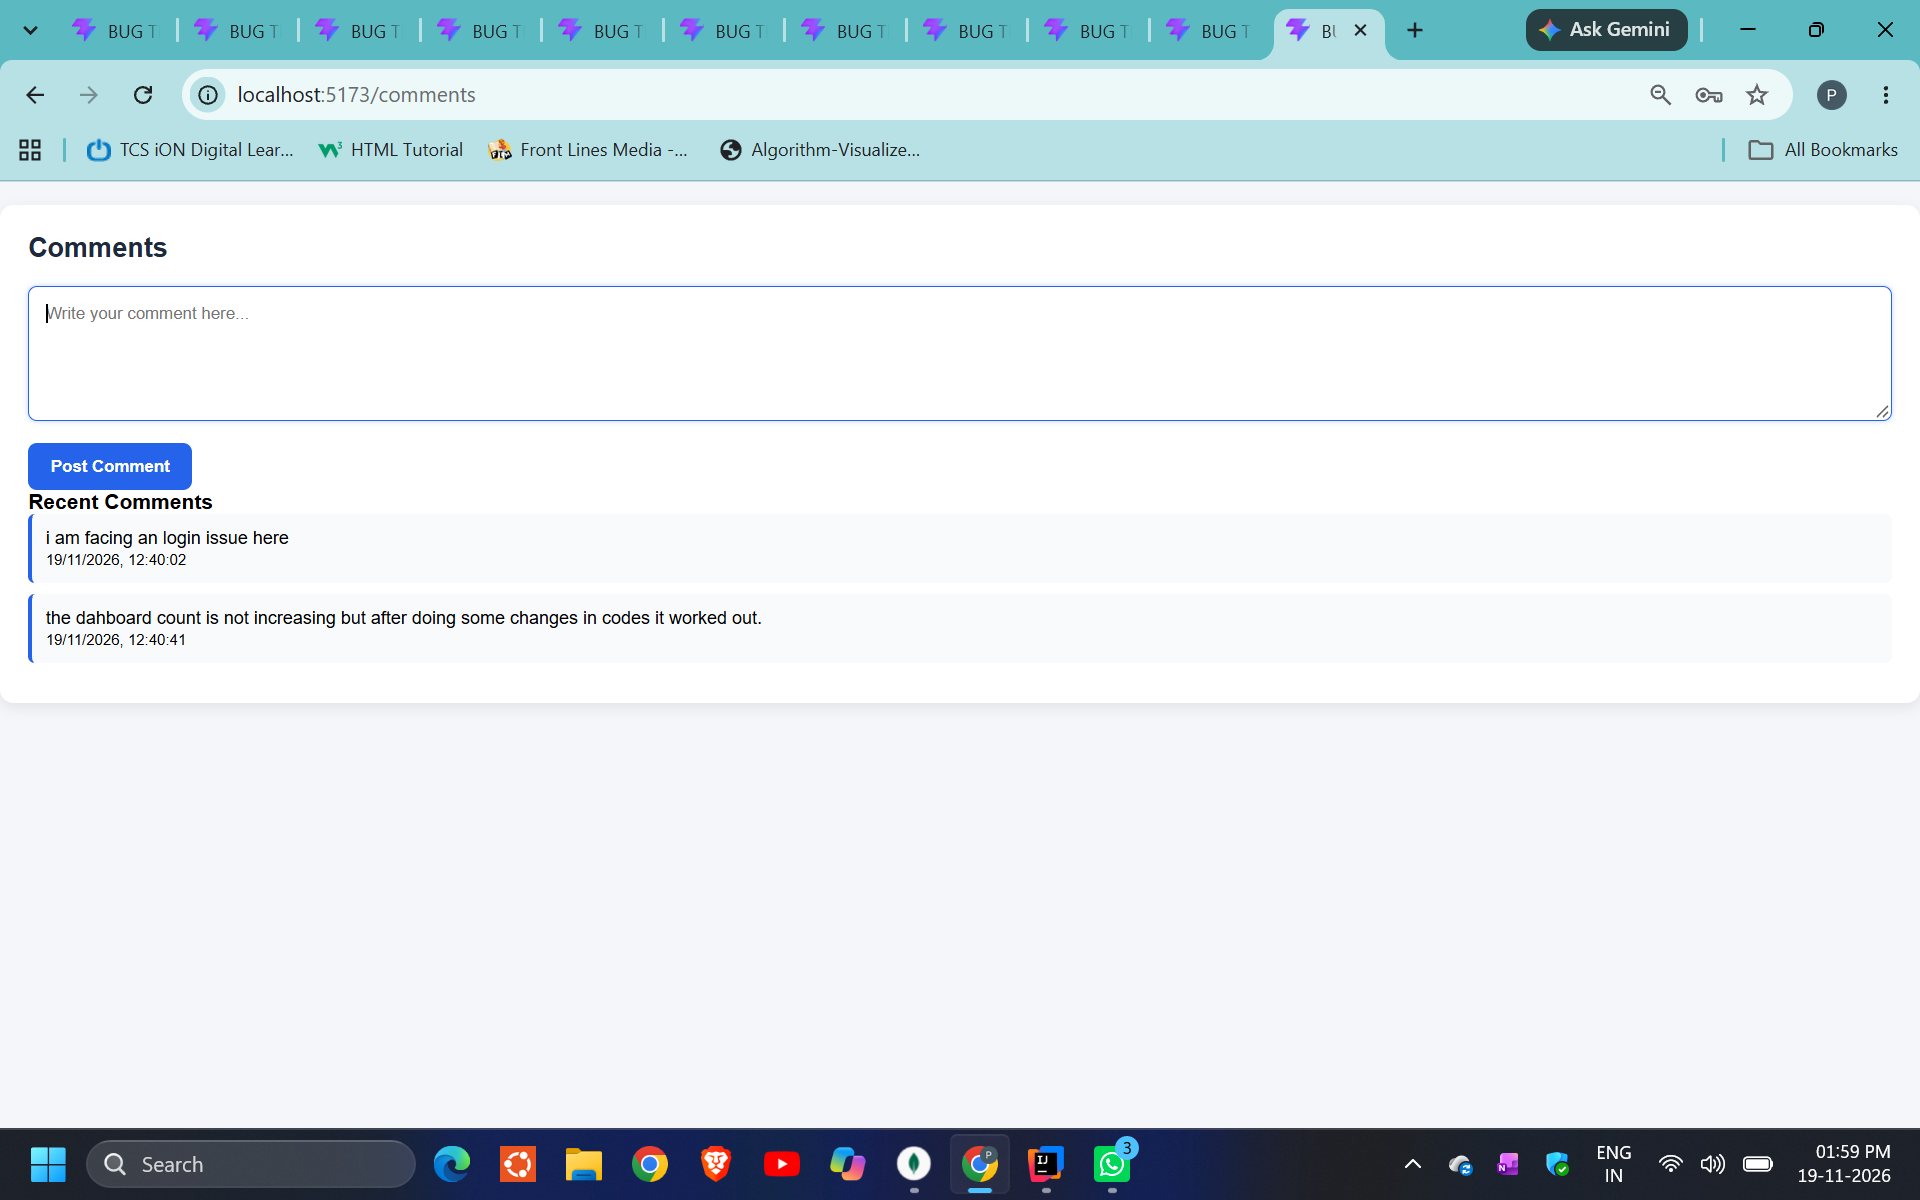 BUG T
BUG T
BUG T
BUG T
BUG T
BUG T
BUG T
BUG T
BUG T
BUG T
BU
Ask Gemini
localhost:5173/comments
P
TCS iON Digital Lear...
HTML Tutorial
Front Lines Media -...
Algorithm-Visualize...
All Bookmarks
Comments
Write your comment here...
Post Comment
Recent Comments
i am facing an login issue here
19/11/2026, 12:40:02
the dahboard count is not increasing but after doing some changes in codes it worked out.
19/11/2026, 12:40:41
Search
P
IJ
3
N
ENG
IN
01:59 PM
19-11-2026